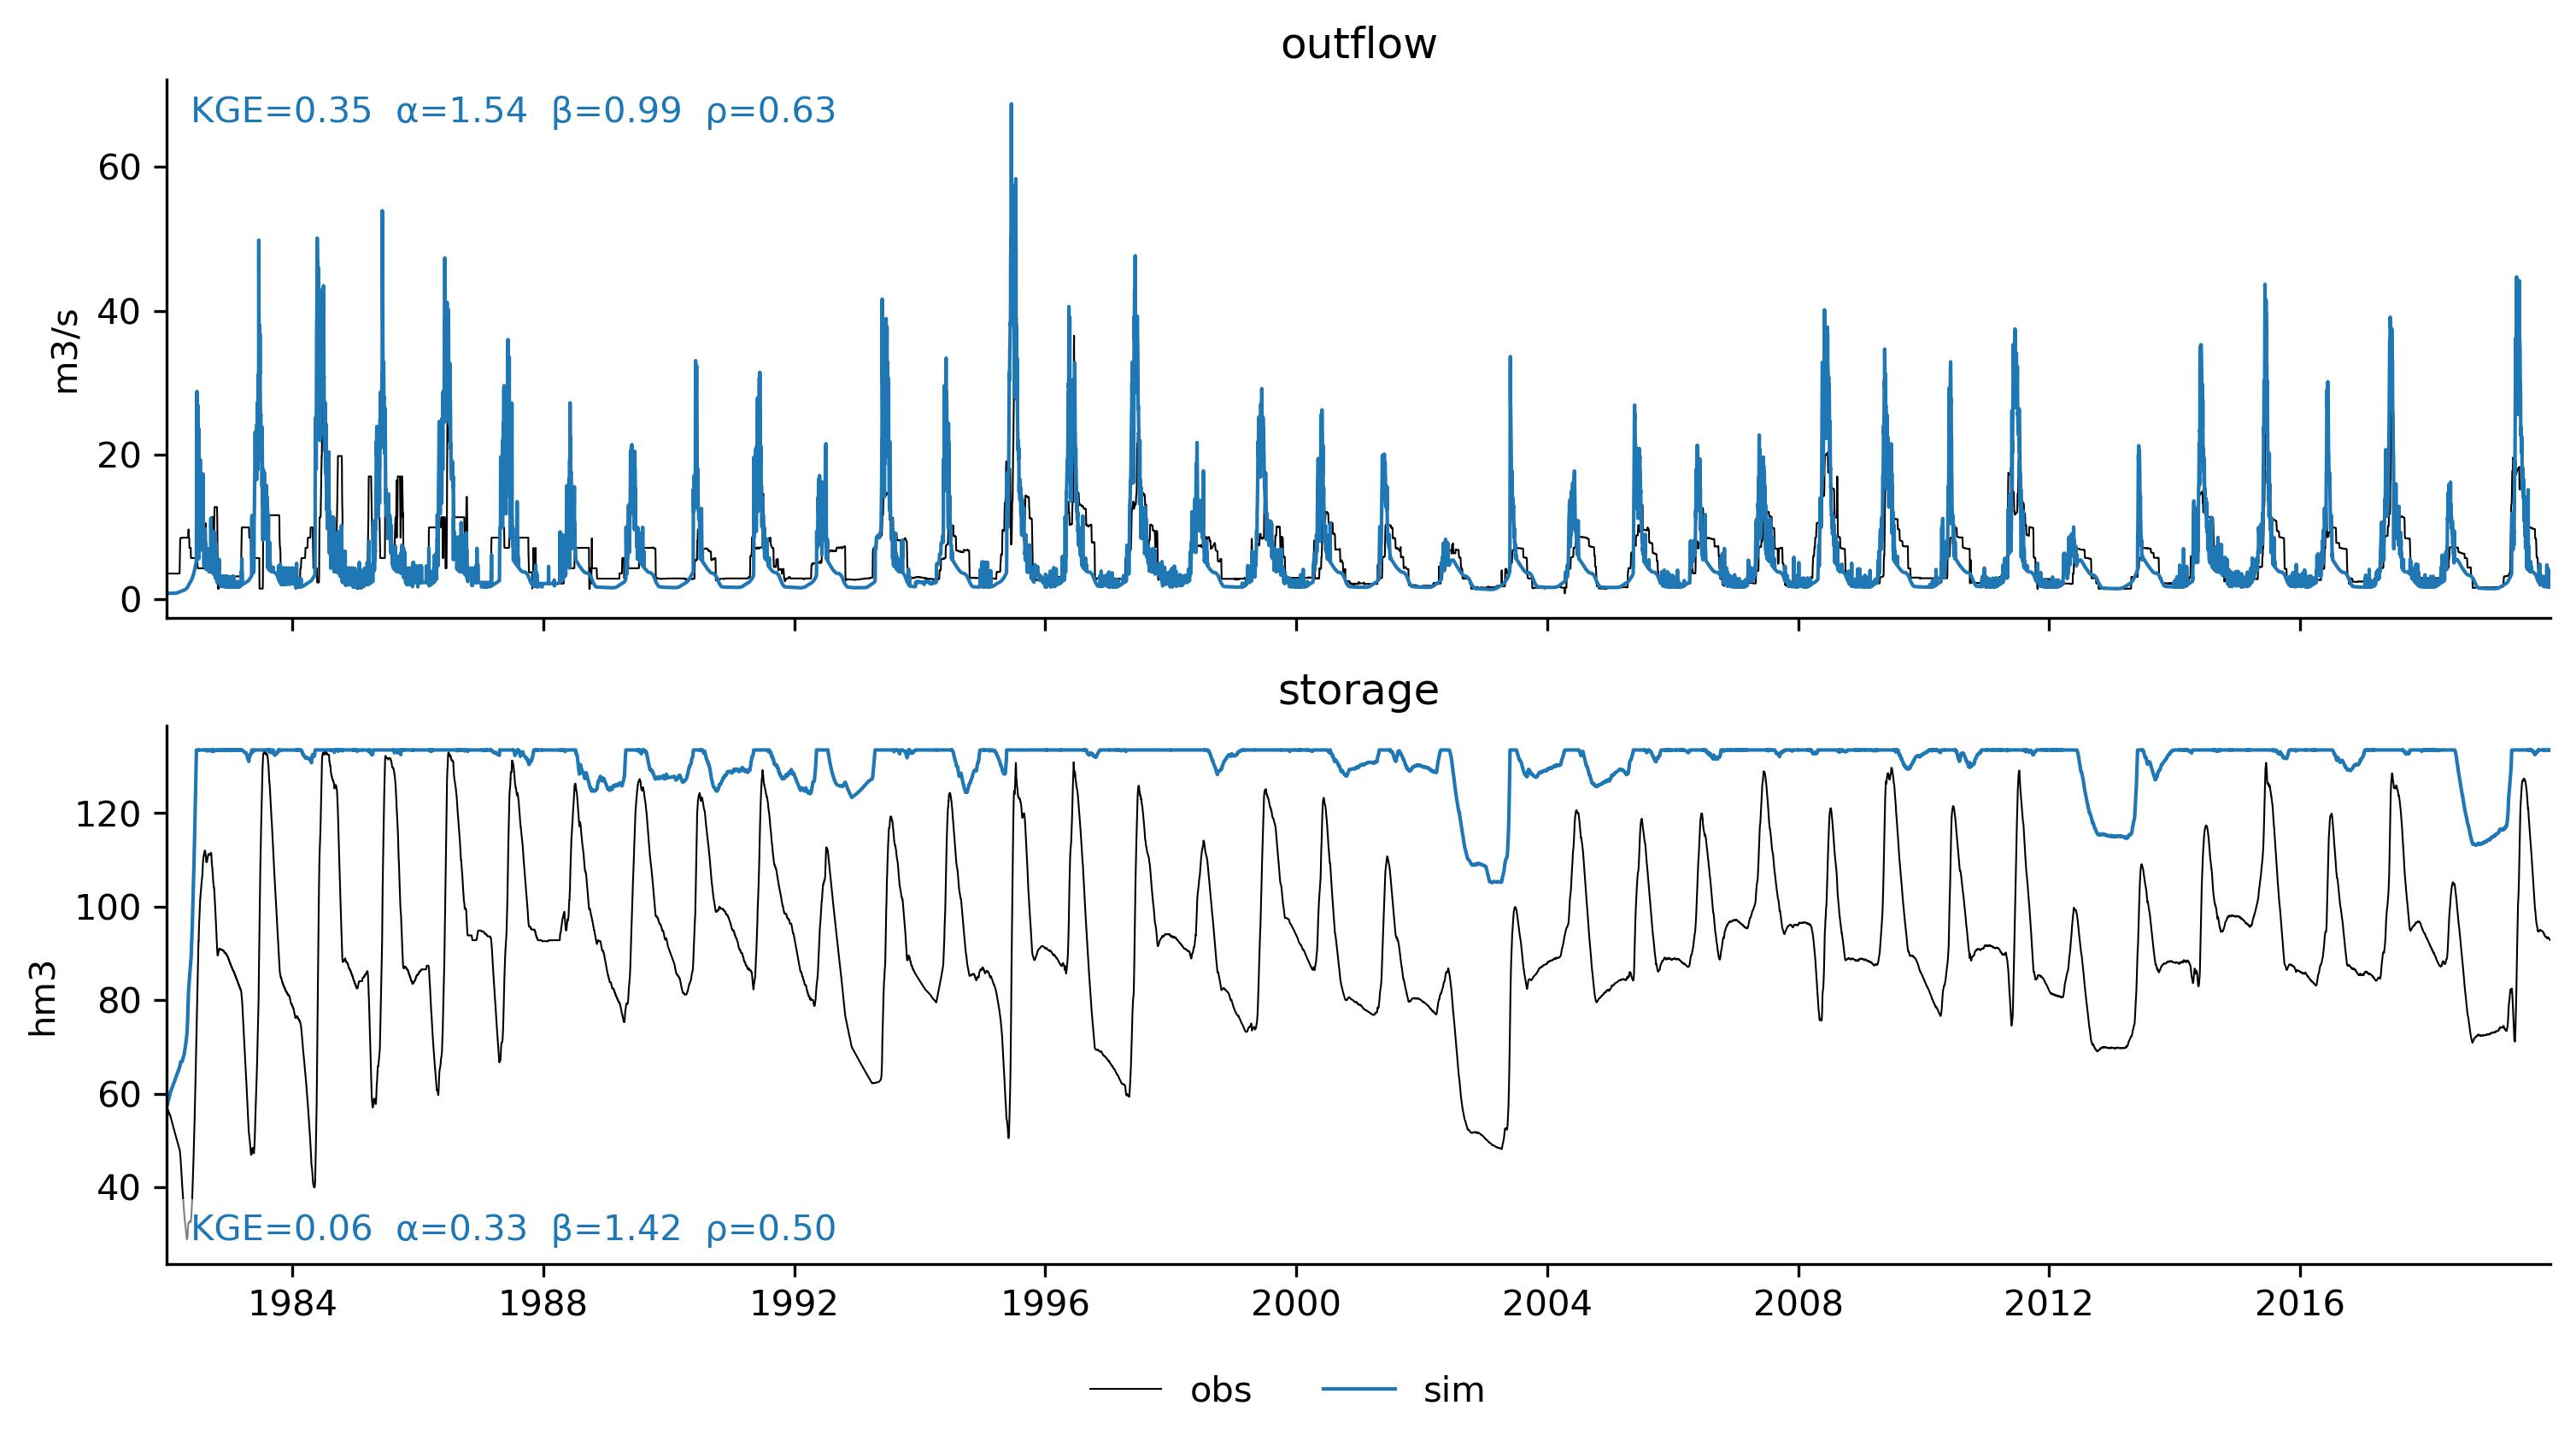 outflow
KGE=0.35 α=1.54 β=0.99 ρ=0.63
60
40
20
0
m3/s
storage
120
100
80
60
40
hm3
KGE=0.06 α=0.33 β=1.42 ρ=0.50
1984 1988 1992 1996 2000 2004 2008 2012 2016
obs sim